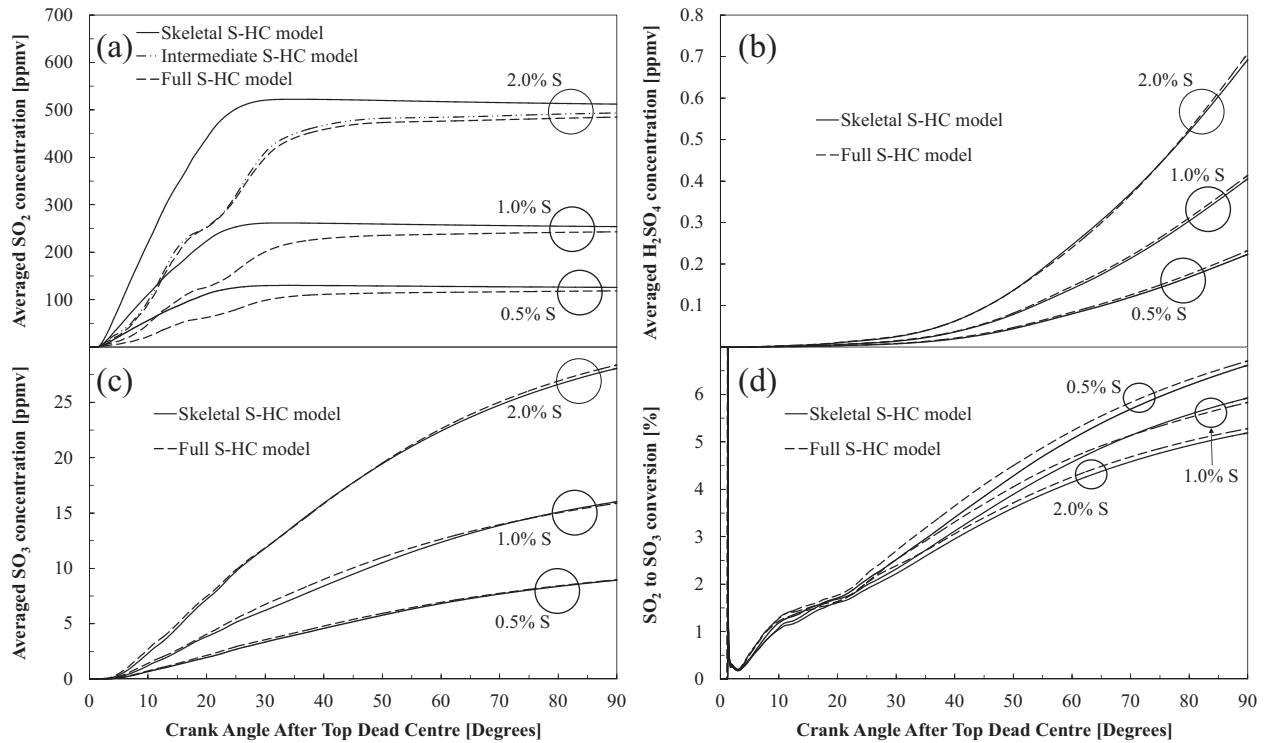 (a)
Averaged SO₂ concentration [ppmv]
700
600
500
400
300
200
100
Skeletal S-HC model
Intermediate S-HC model
Full S-HC model
2.0% S
1.0% S
0.5% S
(b)
Averaged H₂SO₄ concentration [ppmv]
0.8
0.7
0.6
0.5
0.4
0.3
0.2
0.1
Skeletal S-HC model
Full S-HC model
2.0% S
1.0% S
0.5% S
(c)
Averaged SO₃ concentration [ppmv]
25
20
15
10
5
0
Skeletal S-HC model
Full S-HC model
2.0% S
1.0% S
0.5% S
0 10 20 30 40 50 60 70 80 90
Crank Angle After Top Dead Centre [Degrees]
(d)
SO₂ to SO₃ conversion [%]
6
5
4
3
2
1
0
Skeletal S-HC model
Full S-HC model
0.5% S
1.0% S
2.0% S
0 10 20 30 40 50 60 70 80 90
Crank Angle After Top Dead Centre [Degrees]